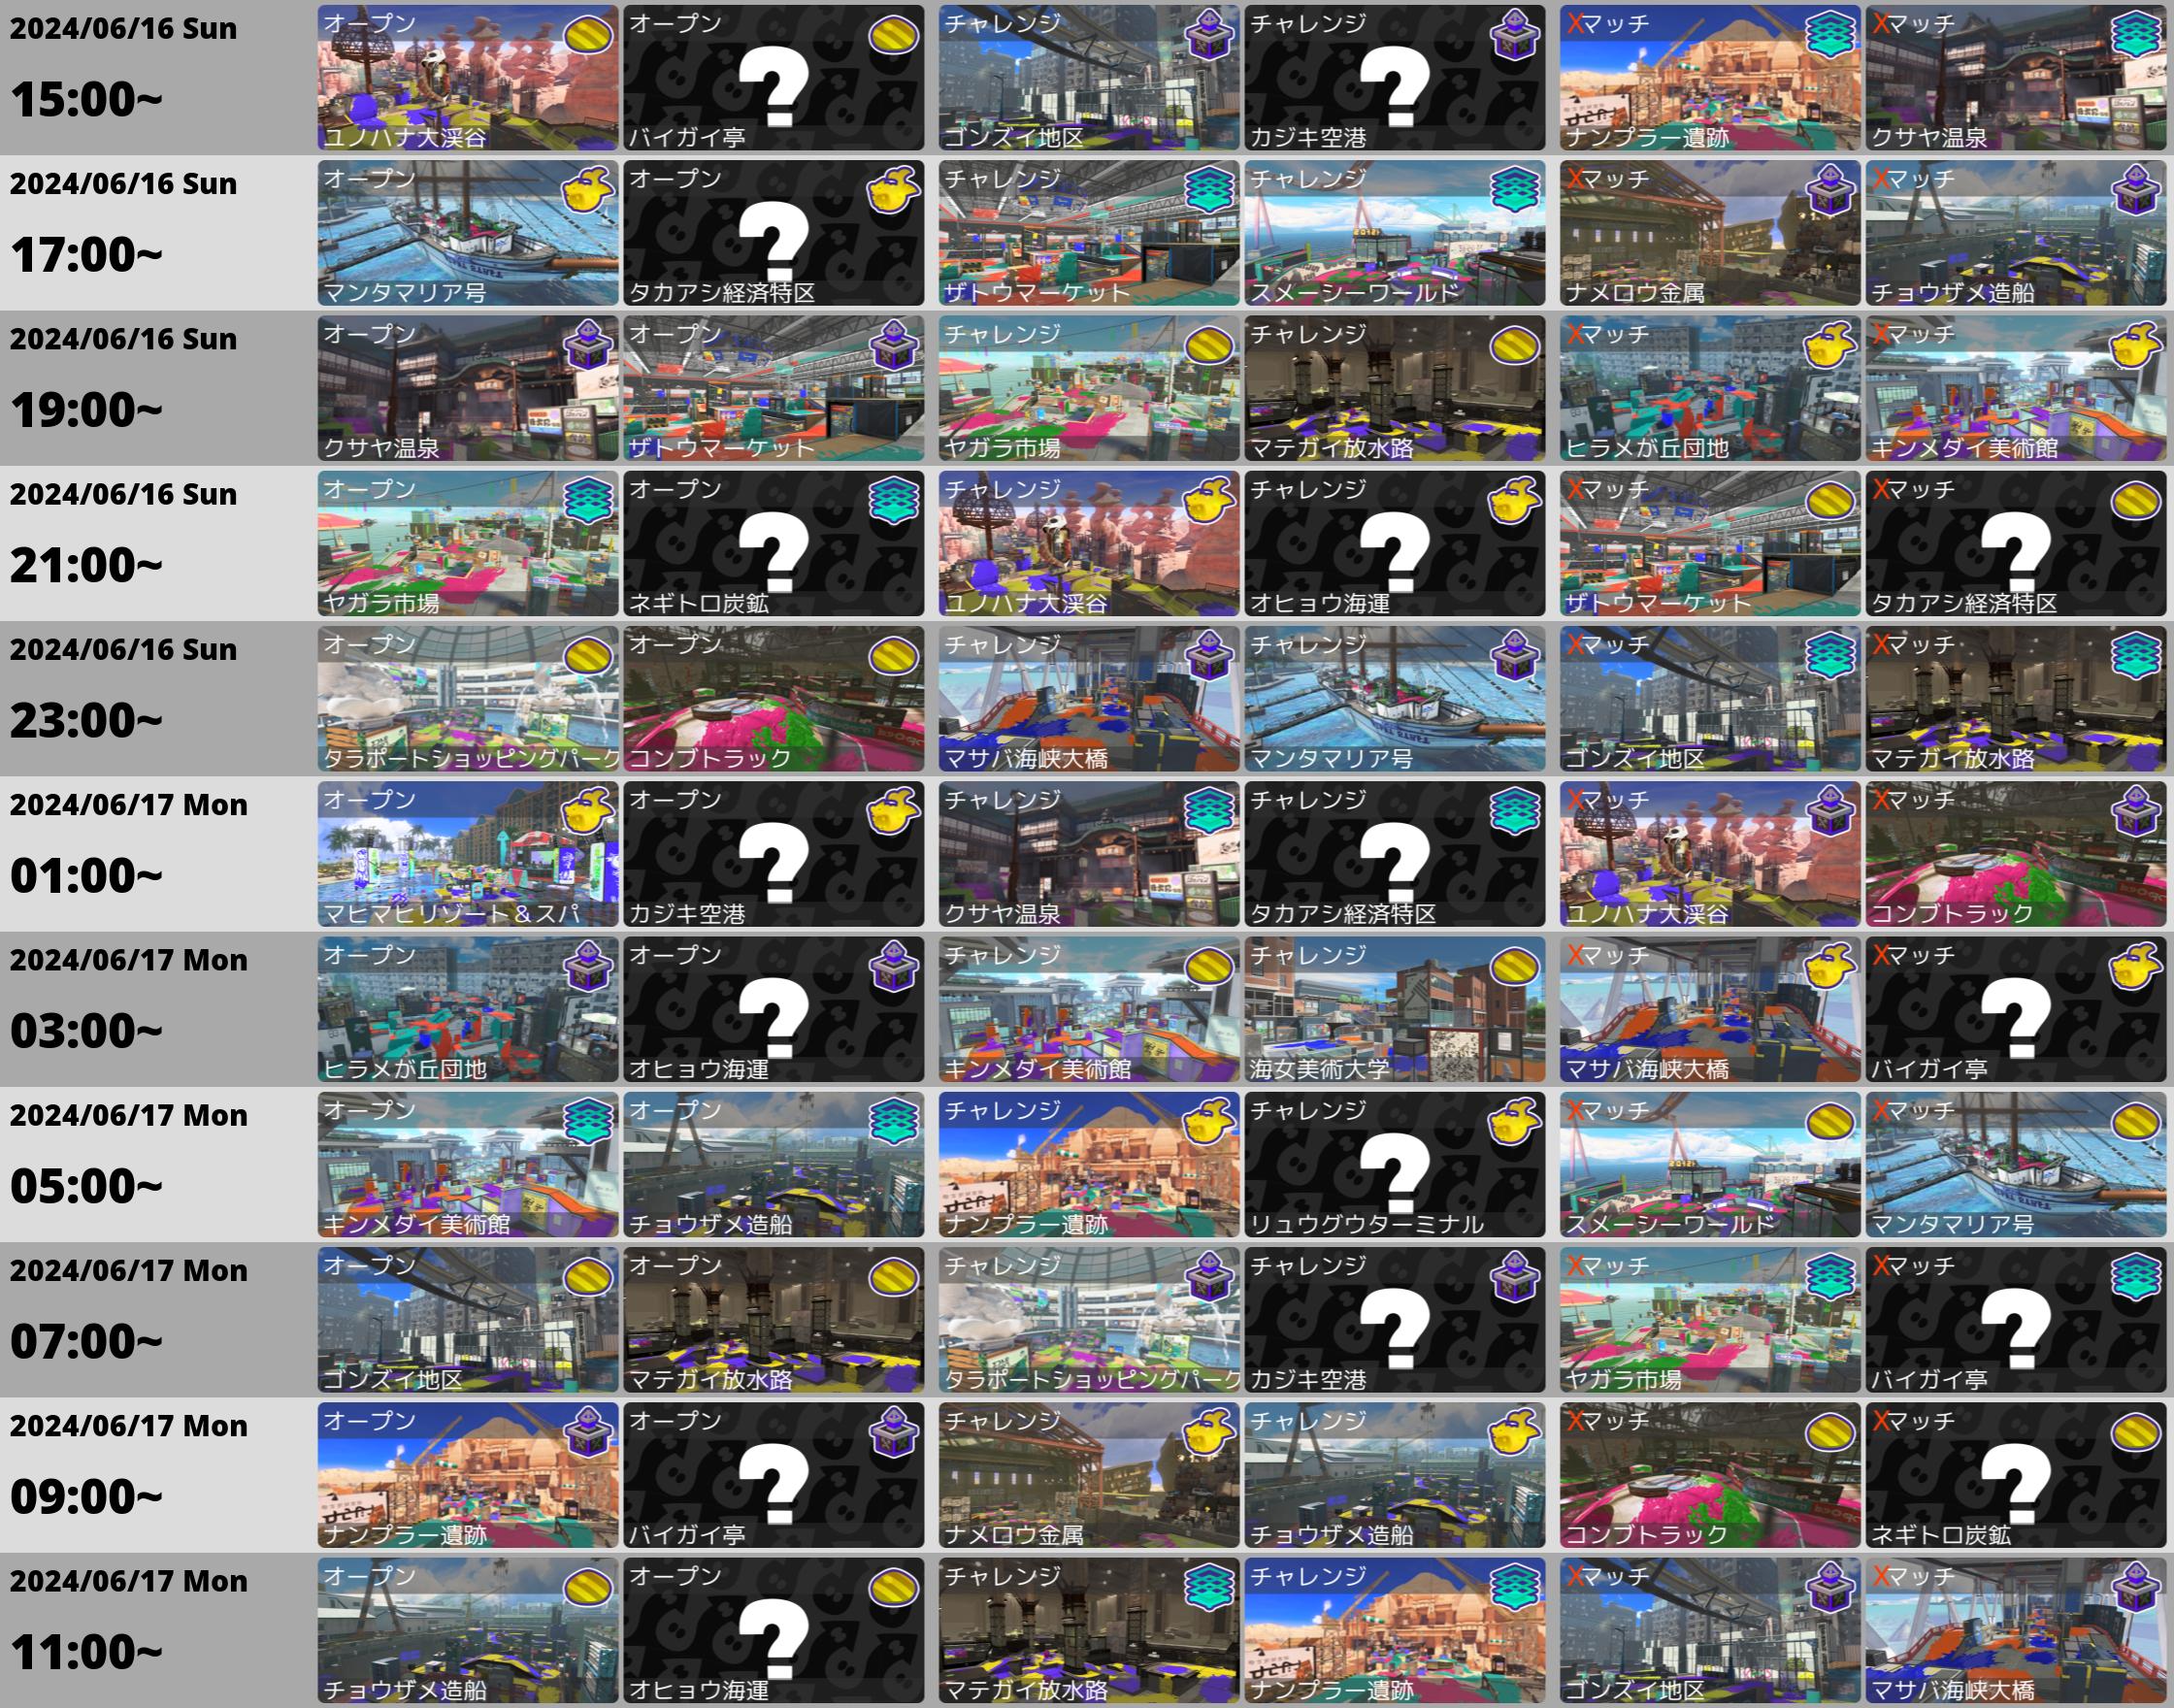 2024/06/16 Sun
15:00~
オープン
ユノハナ大渓谷
オープン
バイガイ亭
チャレンジ
ゴンズイ地区
チャレンジ
カジキ空港
Xマッチ
ナンプラー遺跡
Xマッチ
クサヤ温泉
2024/06/16 Sun
17:00~
オープン
マンタマリア号
オープン
タカアシ経済特区
チャレンジ
ザトウマーケット
チャレンジ
スメーシーワールド
Xマッチ
ナメロウ金属
Xマッチ
チョウザメ造船
2024/06/16 Sun
19:00~
オープン
クサヤ温泉
オープン
ザトウマーケット
チャレンジ
ヤガラ市場
チャレンジ
マテガイ放水路
Xマッチ
ヒラメが丘団地
Xマッチ
キンメダイ美術館
2024/06/16 Sun
21:00~
オープン
ヤガラ市場
オープン
ネギトロ炭鉱
チャレンジ
ユノハナ大渓谷
チャレンジ
オヒョウ海運
Xマッチ
ザトウマーケット
Xマッチ
タカアシ経済特区
2024/06/16 Sun
23:00~
オープン
タラポートショッピングパーク
オープン
コンブトラック
チャレンジ
マサバ海峡大橋
チャレンジ
マンタマリア号
Xマッチ
ゴンズイ地区
Xマッチ
マテガイ放水路
2024/06/17 Mon
01:00~
オープン
マヒマヒリゾート＆スパ
オープン
カジキ空港
チャレンジ
クサヤ温泉
チャレンジ
タカアシ経済特区
Xマッチ
ユノハナ大渓谷
Xマッチ
コンブトラック
2024/06/17 Mon
03:00~
オープン
ヒラメが丘団地
オープン
オヒョウ海運
チャレンジ
キンメダイ美術館
チャレンジ
海女美術大学
Xマッチ
マサバ海峡大橋
Xマッチ
バイガイ亭
2024/06/17 Mon
05:00~
オープン
キンメダイ美術館
オープン
チョウザメ造船
チャレンジ
ナンプラー遺跡
チャレンジ
リュウグウターミナル
Xマッチ
スメーシーワールド
Xマッチ
マンタマリア号
2024/06/17 Mon
07:00~
オープン
ゴンズイ地区
オープン
マテガイ放水路
チャレンジ
タラポートショッピングパーク
チャレンジ
カジキ空港
Xマッチ
ヤガラ市場
Xマッチ
バイガイ亭
2024/06/17 Mon
09:00~
オープン
ナンプラー遺跡
オープン
バイガイ亭
チャレンジ
ナメロウ金属
チャレンジ
チョウザメ造船
Xマッチ
コンブトラック
Xマッチ
ネギトロ炭鉱
2024/06/17 Mon
11:00~
オープン
チョウザメ造船
オープン
オヒョウ海運
チャレンジ
マテガイ放水路
チャレンジ
ナンプラー遺跡
Xマッチ
ゴンズイ地区
Xマッチ
マサバ海峡大橋